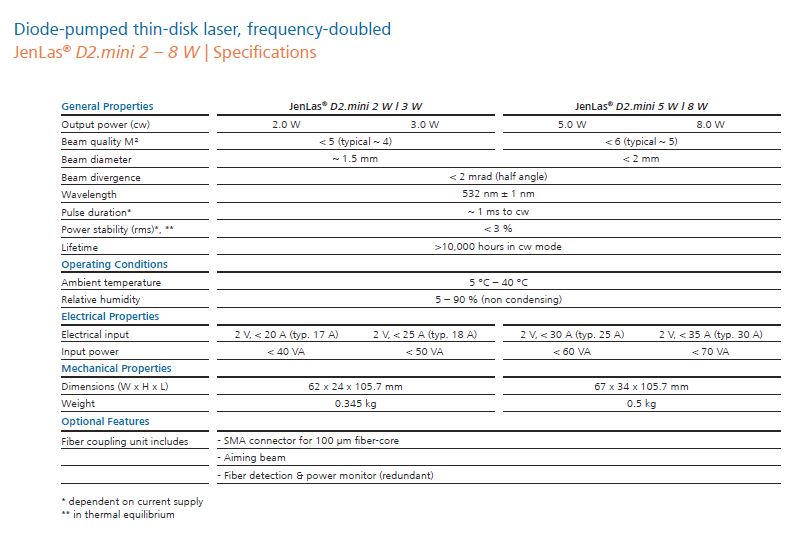 Diode-pumped thin-disk laser, frequency-doubled
JenLas® D2.mini 2 – 8 W | Specifications
General Properties JenLas® D2.mini 2 W l 3 W JenLas® D2.mini 5 W l 8 W
Output power (cw) 2.0 W 3.0 W 5.0 W 8.0 W
Beam quality M² < 5 (typical ~ 4) < 6 (typical ~ 5)
Beam diameter ~ 1.5 mm < 2 mm
Beam divergence < 2 mrad (half angle)
Wavelength 532 nm ± 1 nm
Pulse duration* ~ 1 ms to cw
Power stability (rms)*, ** < 3 %
Lifetime >10,000 hours in cw mode
Operating Conditions
Ambient temperature 5 °C – 40 °C
Relative humidity 5 – 90 % (non condensing)
Electrical Properties
Electrical input 2 V, < 20 A (typ. 17 A) 2 V, < 25 A (typ. 18 A) 2 V, < 30 A (typ. 25 A) 2 V, < 35 A (typ. 30 A)
Input power < 40 VA < 50 VA < 60 VA < 70 VA
Mechanical Properties
Dimensions (W x H x L) 62 x 24 x 105.7 mm 67 x 34 x 105.7 mm
Weight 0.345 kg 0.5 kg
Optional Features
Fiber coupling unit includes - SMA connector for 100 µm fiber-core
- Aiming beam
- Fiber detection & power monitor (redundant)
* dependent on current supply
** in thermal equilibrium